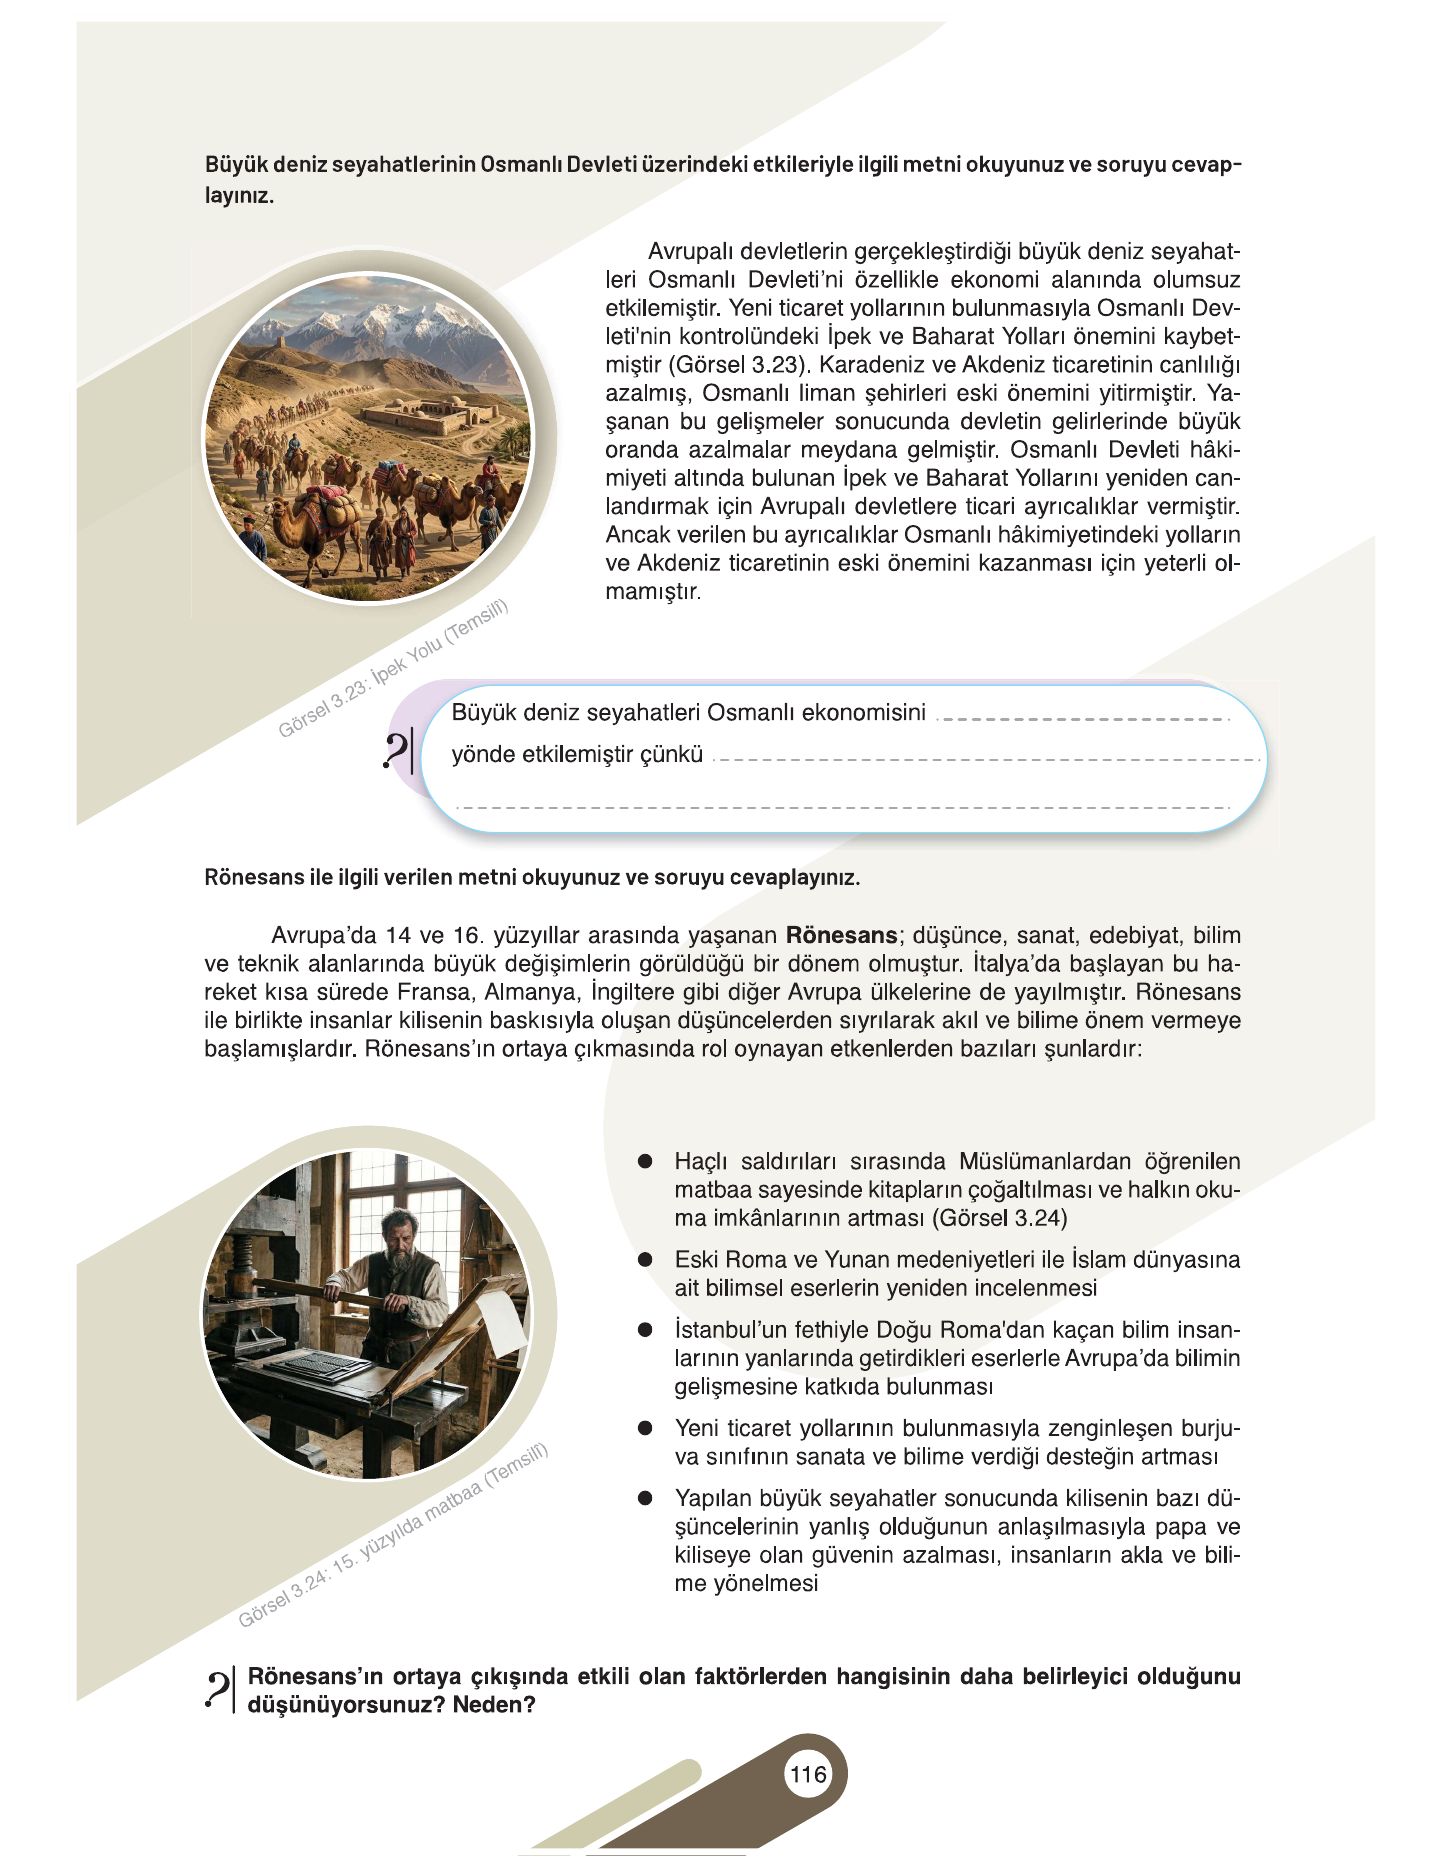 Büyük deniz seyahatlerinin Osmanlı Devleti üzerindeki etkileriyle ilgili metni okuyunuz ve soruyu cevap-
layınız.
Avrupalı devletlerin gerçekleştirdiği büyük deniz seyahat-
leri Osmanlı Devleti’ni özellikle ekonomi alanında olumsuz
etkilemiştir. Yeni ticaret yollarının bulunmasıyla Osmanlı Dev-
leti'nin kontrolündeki İpek ve Baharat Yolları önemini kaybet-
miştir (Görsel 3.23). Karadeniz ve Akdeniz ticaretinin canlılığı
azalmış, Osmanlı liman şehirleri eski önemini yitirmiştir. Ya-
şanan bu gelişmeler sonucunda devletin gelirlerinde büyük
oranda azalmalar meydana gelmiştir. Osmanlı Devleti hâki-
miyeti altında bulunan İpek ve Baharat Yollarını yeniden can-
landırmak için Avrupalı devletlere ticari ayrıcalıklar vermiştir.
Ancak verilen bu ayrıcalıklar Osmanlı hâkimiyetindeki yolların
ve Akdeniz ticaretinin eski önemini kazanması için yeterli ol-
mamıştır.
Görsel 3.23: İpek Yolu (Temsilî)
Büyük deniz seyahatleri Osmanlı ekonomisini
?
yönde etkilemiştir çünkü
Rönesans ile ilgili verilen metni okuyunuz ve soruyu cevaplayınız.
Avrupa’da 14 ve 16. yüzyıllar arasında yaşanan Rönesans; düşünce, sanat, edebiyat, bilim
ve teknik alanlarında büyük değişimlerin görüldüğü bir dönem olmuştur. İtalya’da başlayan bu ha-
reket kısa sürede Fransa, Almanya, İngiltere gibi diğer Avrupa ülkelerine de yayılmıştır. Rönesans
ile birlikte insanlar kilisenin baskısıyla oluşan düşüncelerden sıyrılarak akıl ve bilime önem vermeye
başlamışlardır. Rönesans’ın ortaya çıkmasında rol oynayan etkenlerden bazıları şunlardır:
● Haçlı saldırıları sırasında Müslümanlardan öğrenilen
matbaa sayesinde kitapların çoğaltılması ve halkın oku-
ma imkânlarının artması (Görsel 3.24)
● Eski Roma ve Yunan medeniyetleri ile İslam dünyasına
ait bilimsel eserlerin yeniden incelenmesi
● İstanbul’un fethiyle Doğu Roma'dan kaçan bilim insan-
larının yanlarında getirdikleri eserlerle Avrupa’da bilimin
gelişmesine katkıda bulunması
● Yeni ticaret yollarının bulunmasıyla zenginleşen burju-
va sınıfının sanata ve bilime verdiği desteğin artması
● Yapılan büyük seyahatler sonucunda kilisenin bazı dü-
şüncelerinin yanlış olduğunun anlaşılmasıyla papa ve
kiliseye olan güvenin azalması, insanların akla ve bili-
me yönelmesi
Görsel 3.24: 15. yüzyılda matbaa (Temsilî)
? Rönesans’ın ortaya çıkışında etkili olan faktörlerden hangisinin daha belirleyici olduğunu
düşünüyorsunuz? Neden?
116